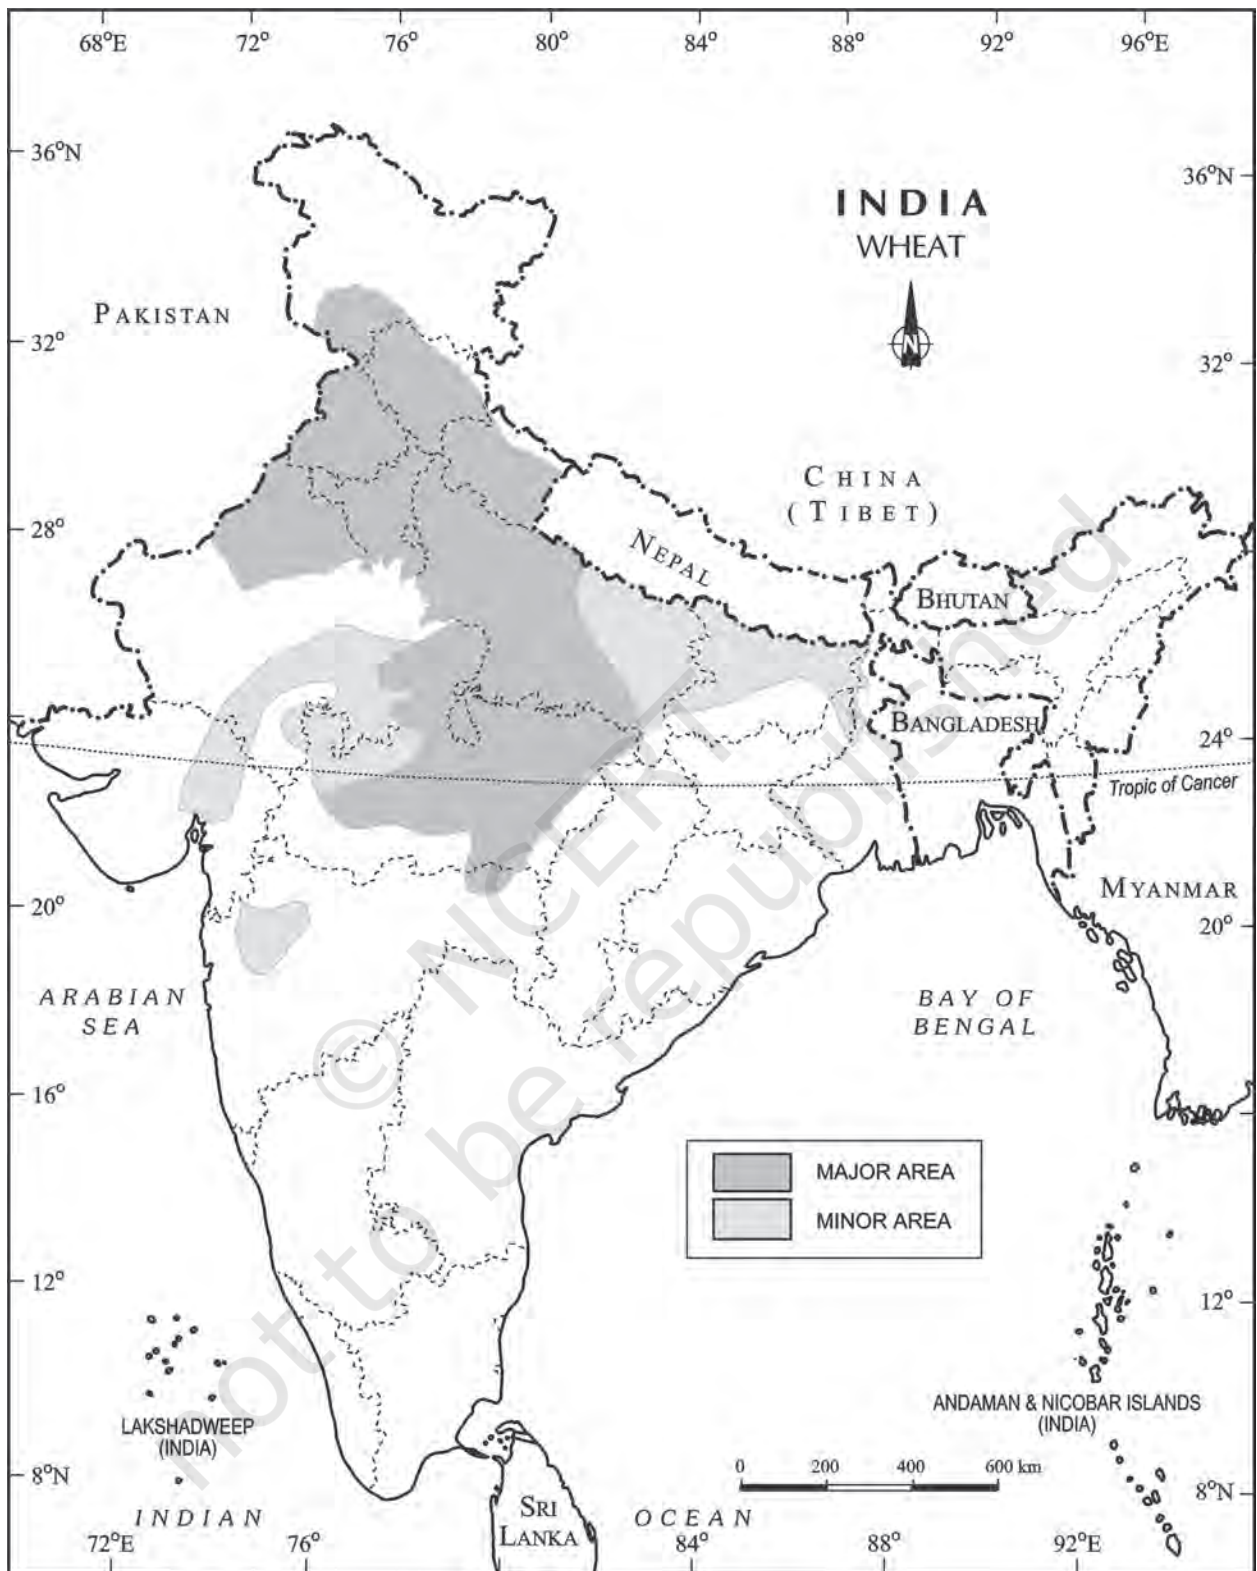 68°E 72° 76° 80° 84° 88° 92° 96°E
36°N
36°N
INDIA
WHEAT
N
PAKISTAN
32°
32°
CHINA
(TIBET)
28°
28°
NEPAL
BHUTAN
BANGLADESH
24°
Tropic of Cancer
MYANMAR
20°
20°
ARABIAN
SEA
BAY OF
BENGAL
16°
MAJOR AREA
MINOR AREA
12°
12°
LAKSHADWEEP
(INDIA)
ANDAMAN & NICOBAR ISLANDS
(INDIA)
0 200 400 600 km
8°N
8°N
SRI
LANKA
INDIAN OCEAN
72°E 76° 84° 88° 92°E
© NCERT
not to be republished